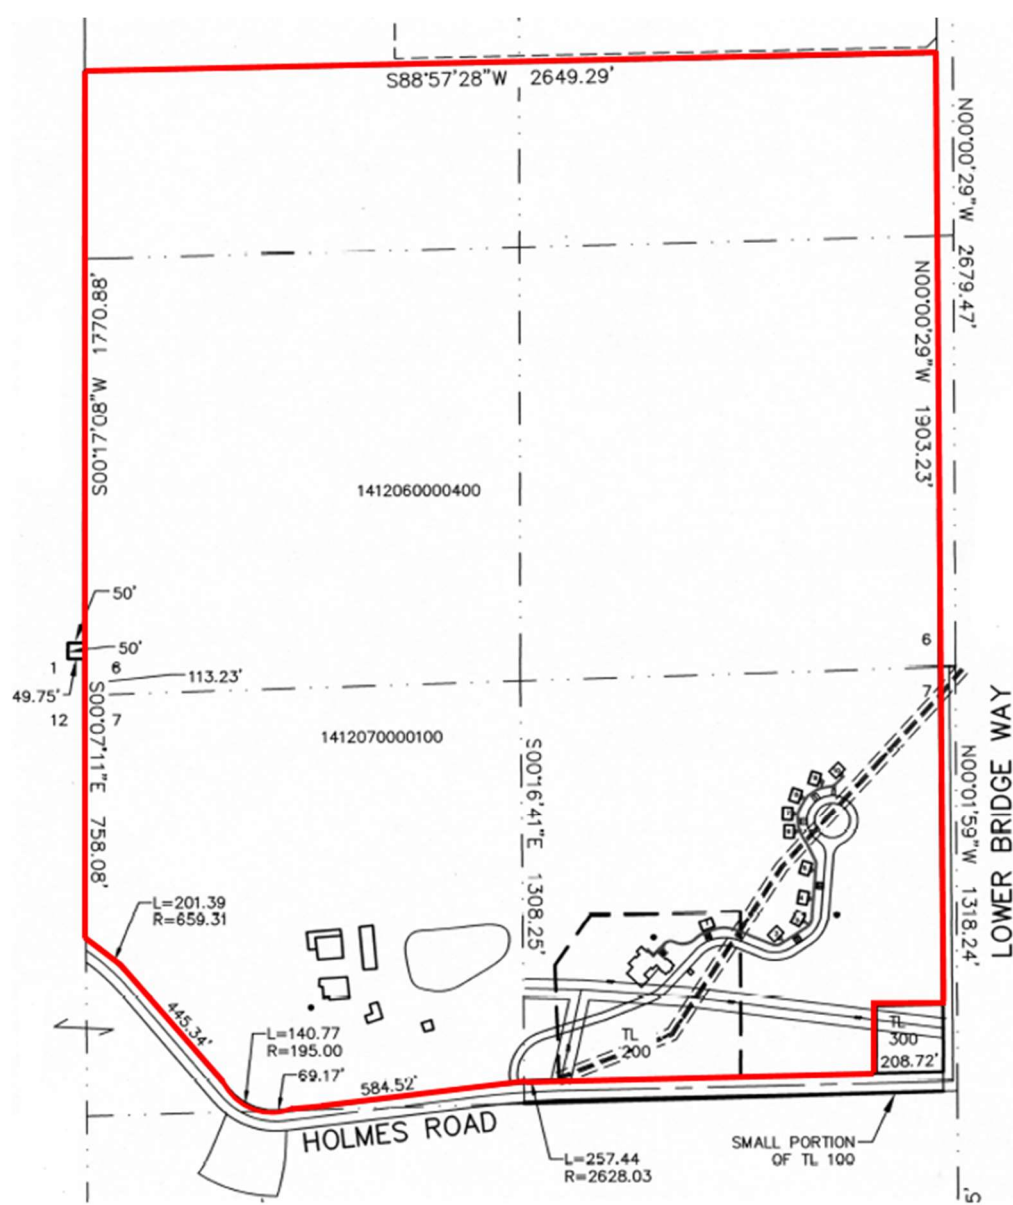 S88°57'28"W 2649.29'
N00°00'29"W 2679.47'
N00°00'29"W 1903.23'
S00°17'08"W 1770.88'
1412060000400
50'
50'
1 6
49.75'
113.23'
12 7
6
7
1412070000100
S00°07'11"E 758.08'
S00°16'41"E 1308.25'
N00°01'59"W 1318.24'
LOWER BRIDGE WAY
L=201.39
R=659.31
445.34'
L=140.77
R=195.00
69.17'
584.52'
TL
200
TL
300
208.72'
HOLMES ROAD
SMALL PORTION
OF TL 100
L=257.44
R=2628.03